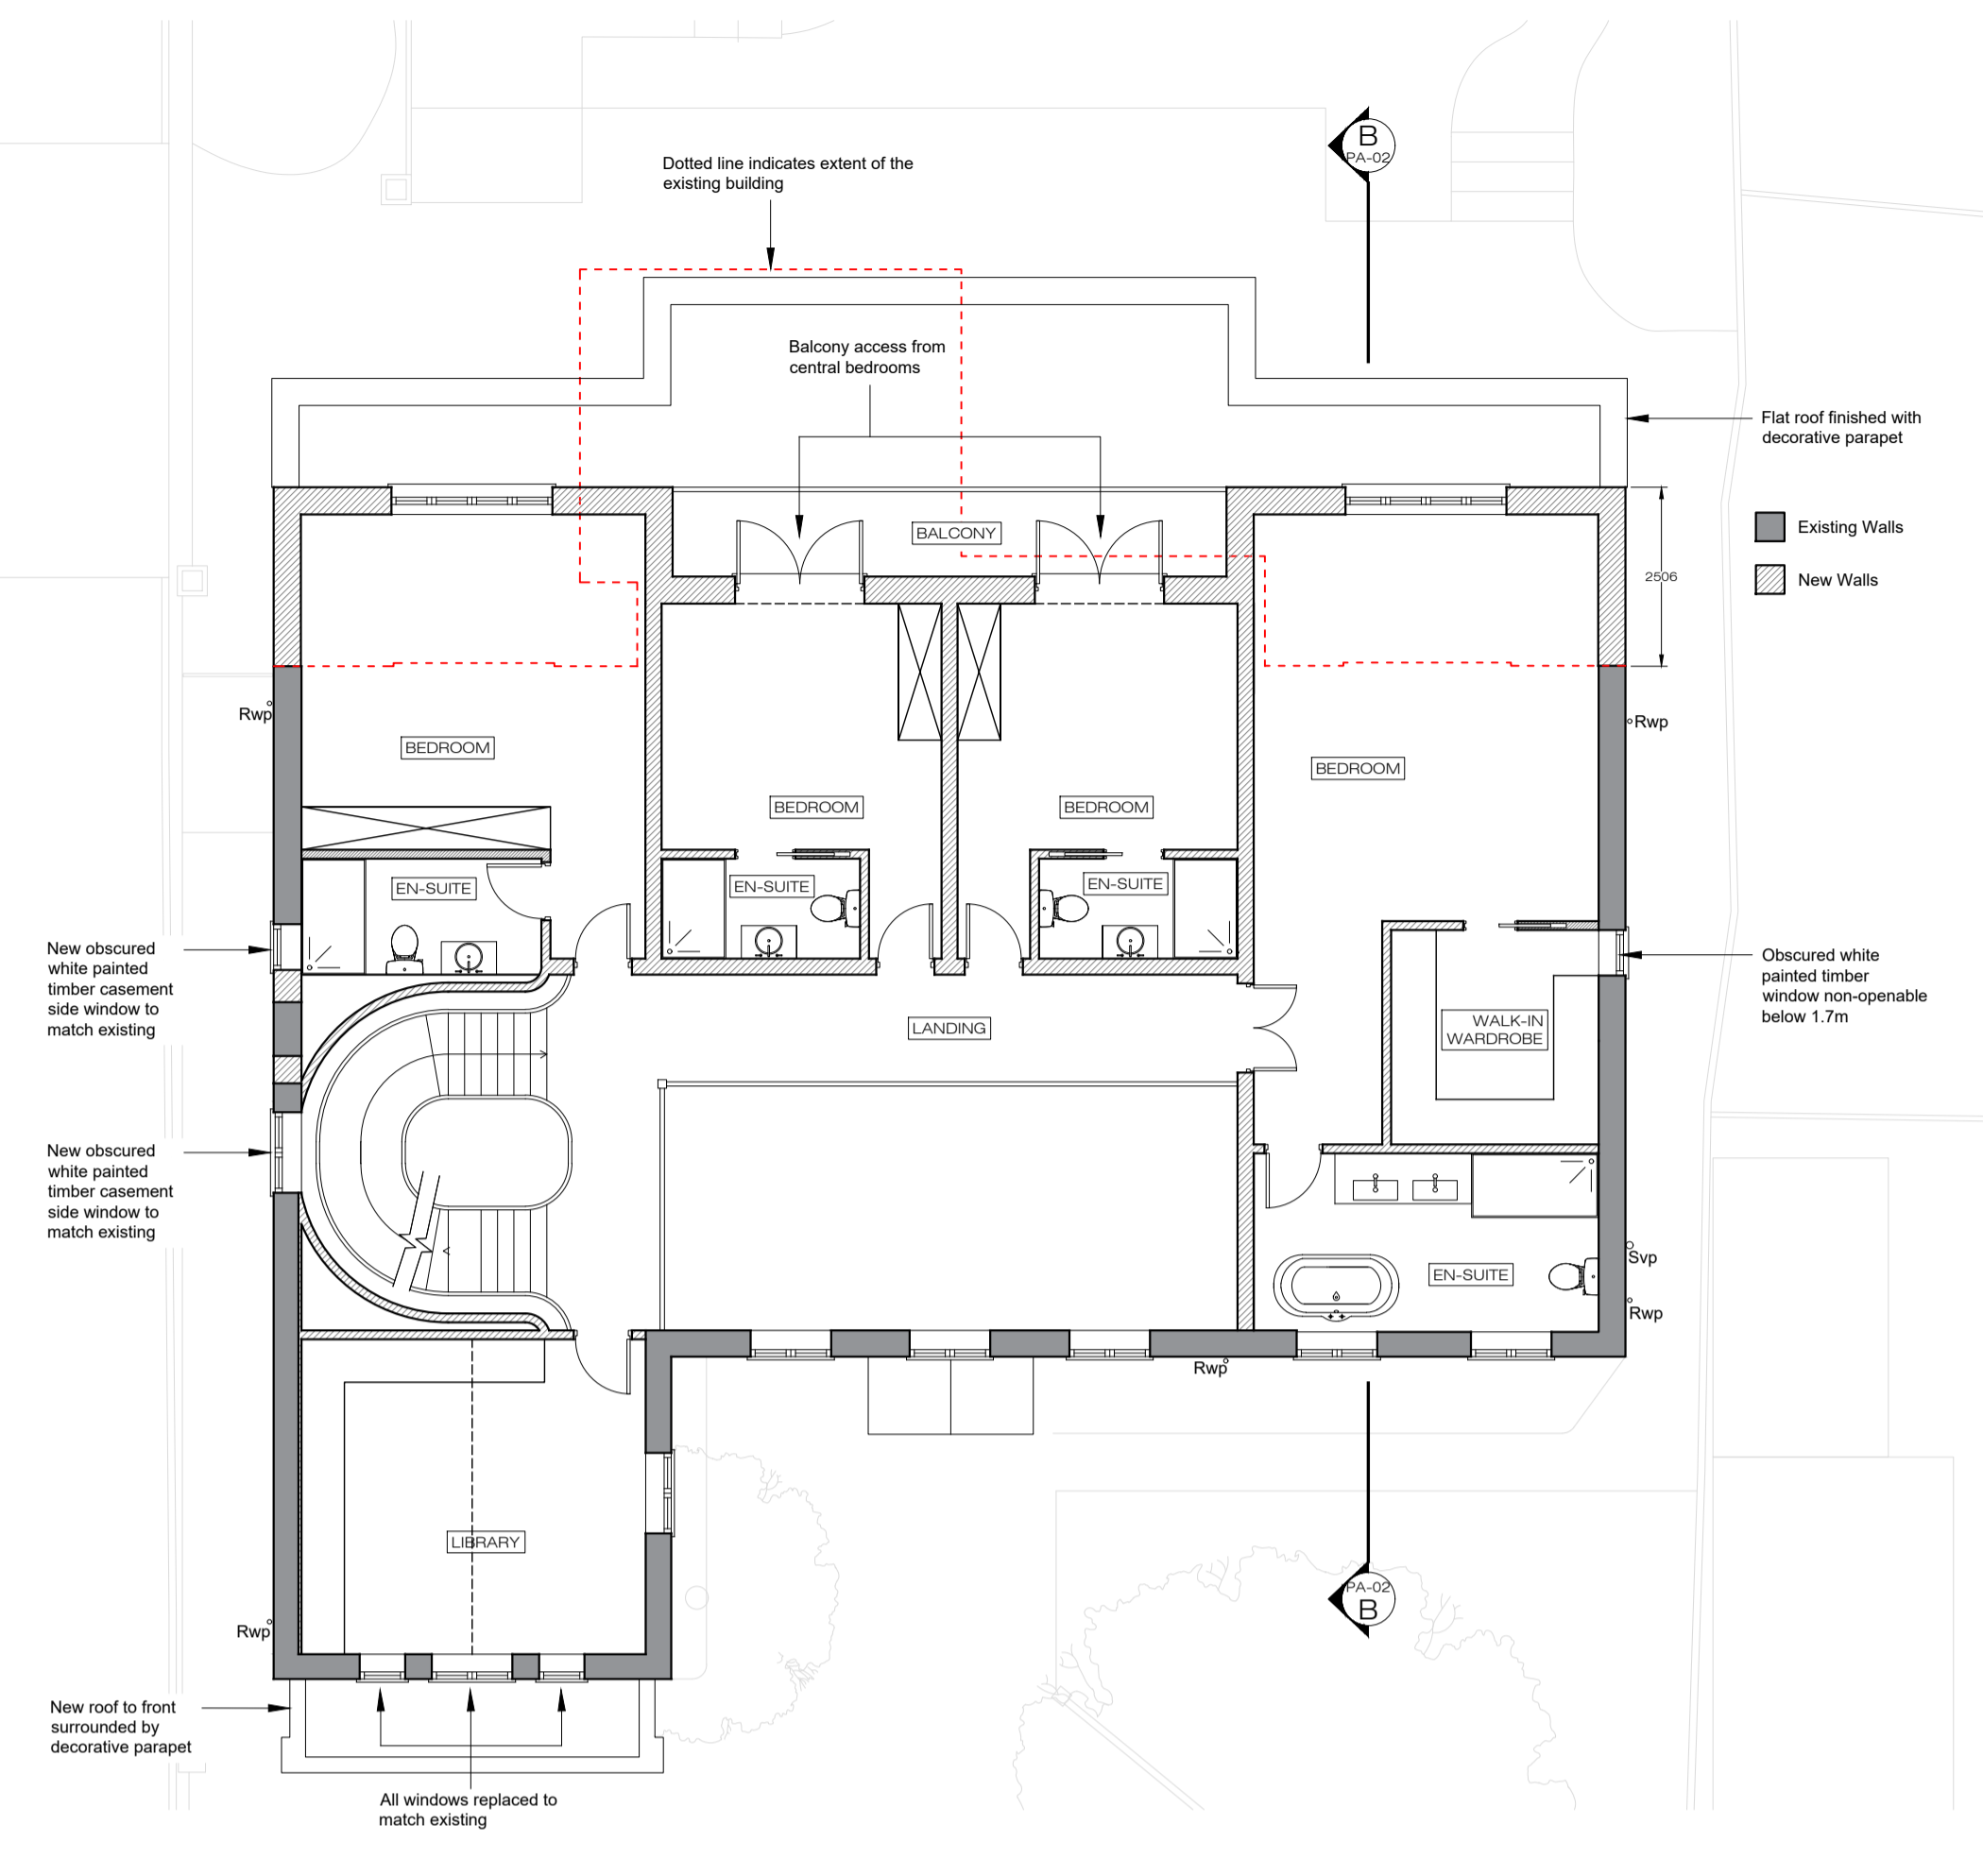 B
PA-02
Dotted line indicates extent of the
existing building
Balcony access from
central bedrooms
Flat roof finished with
decorative parapet
Existing Walls
New Walls
BALCONY
2506
Rwp
Rwp
BEDROOM
BEDROOM
BEDROOM
BEDROOM
EN-SUITE
EN-SUITE
EN-SUITE
New obscured
white painted
timber casement
side window to
match existing
Obscured white
painted timber
window non-openable
below 1.7m
LANDING
WALK-IN
WARDROBE
New obscured
white painted
timber casement
side window to
match existing
EN-SUITE
Svp
Rwp
Rwp
LIBRARY
PA-02
B
Rwp
New roof to front
surrounded by
decorative parapet
All windows replaced to
match existing